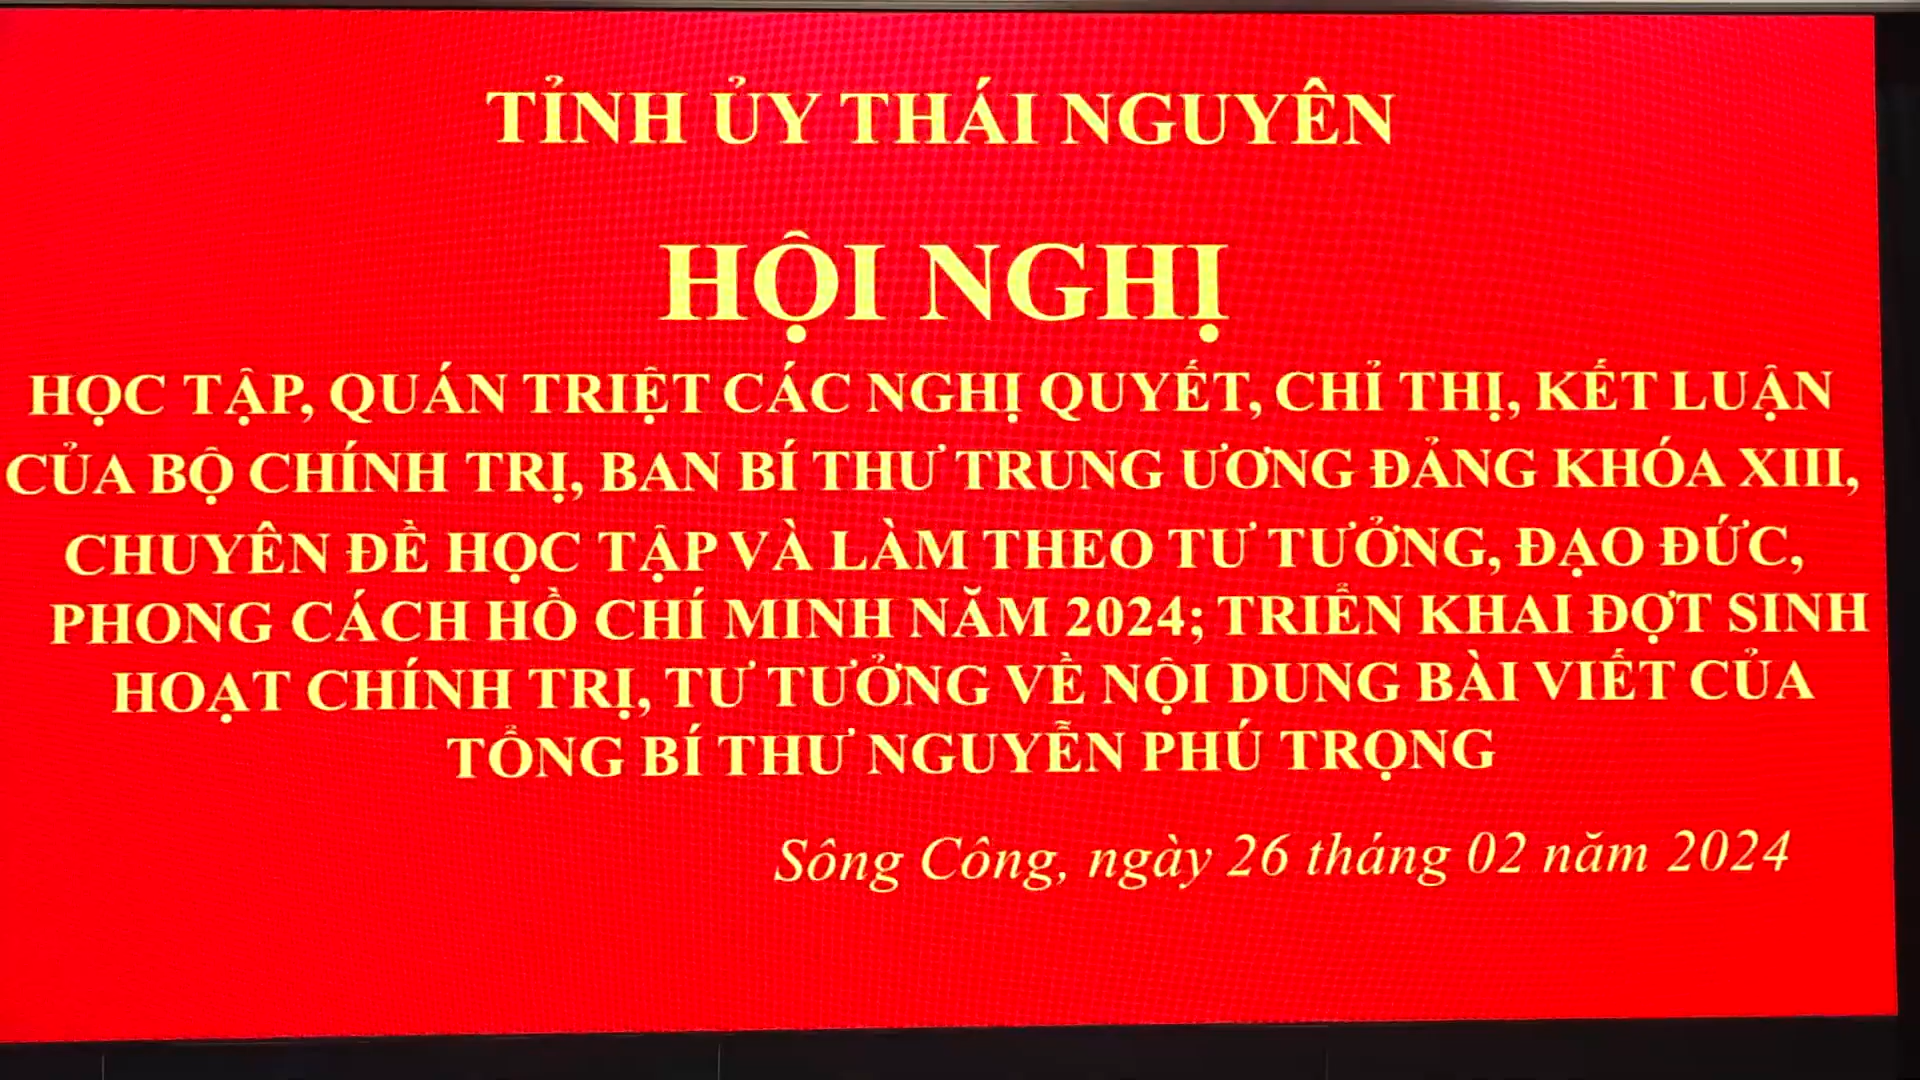 TỈNH ỦY THÁI NGUYÊN
HỘI NGHỊ
HỌC TẬP, QUÁN TRIỆT CÁC NGHỊ QUYẾT, CHỈ THỊ, KẾT LUẬN
CỦA BỘ CHÍNH TRỊ, BAN BÍ THƯ TRUNG ƯƠNG ĐẢNG KHÓA XIII,
CHUYÊN ĐỀ HỌC TẬP VÀ LÀM THEO TƯ TƯỞNG, ĐẠO ĐỨC,
PHONG CÁCH HỒ CHÍ MINH NĂM 2024; TRIỂN KHAI ĐỢT SINH
HOẠT CHÍNH TRỊ, TƯ TƯỞNG VỀ NỘI DUNG BÀI VIẾT CỦA
TỔNG BÍ THƯ NGUYỄN PHÚ TRỌNG
Sông Công, ngày 26 tháng 02 năm 2024